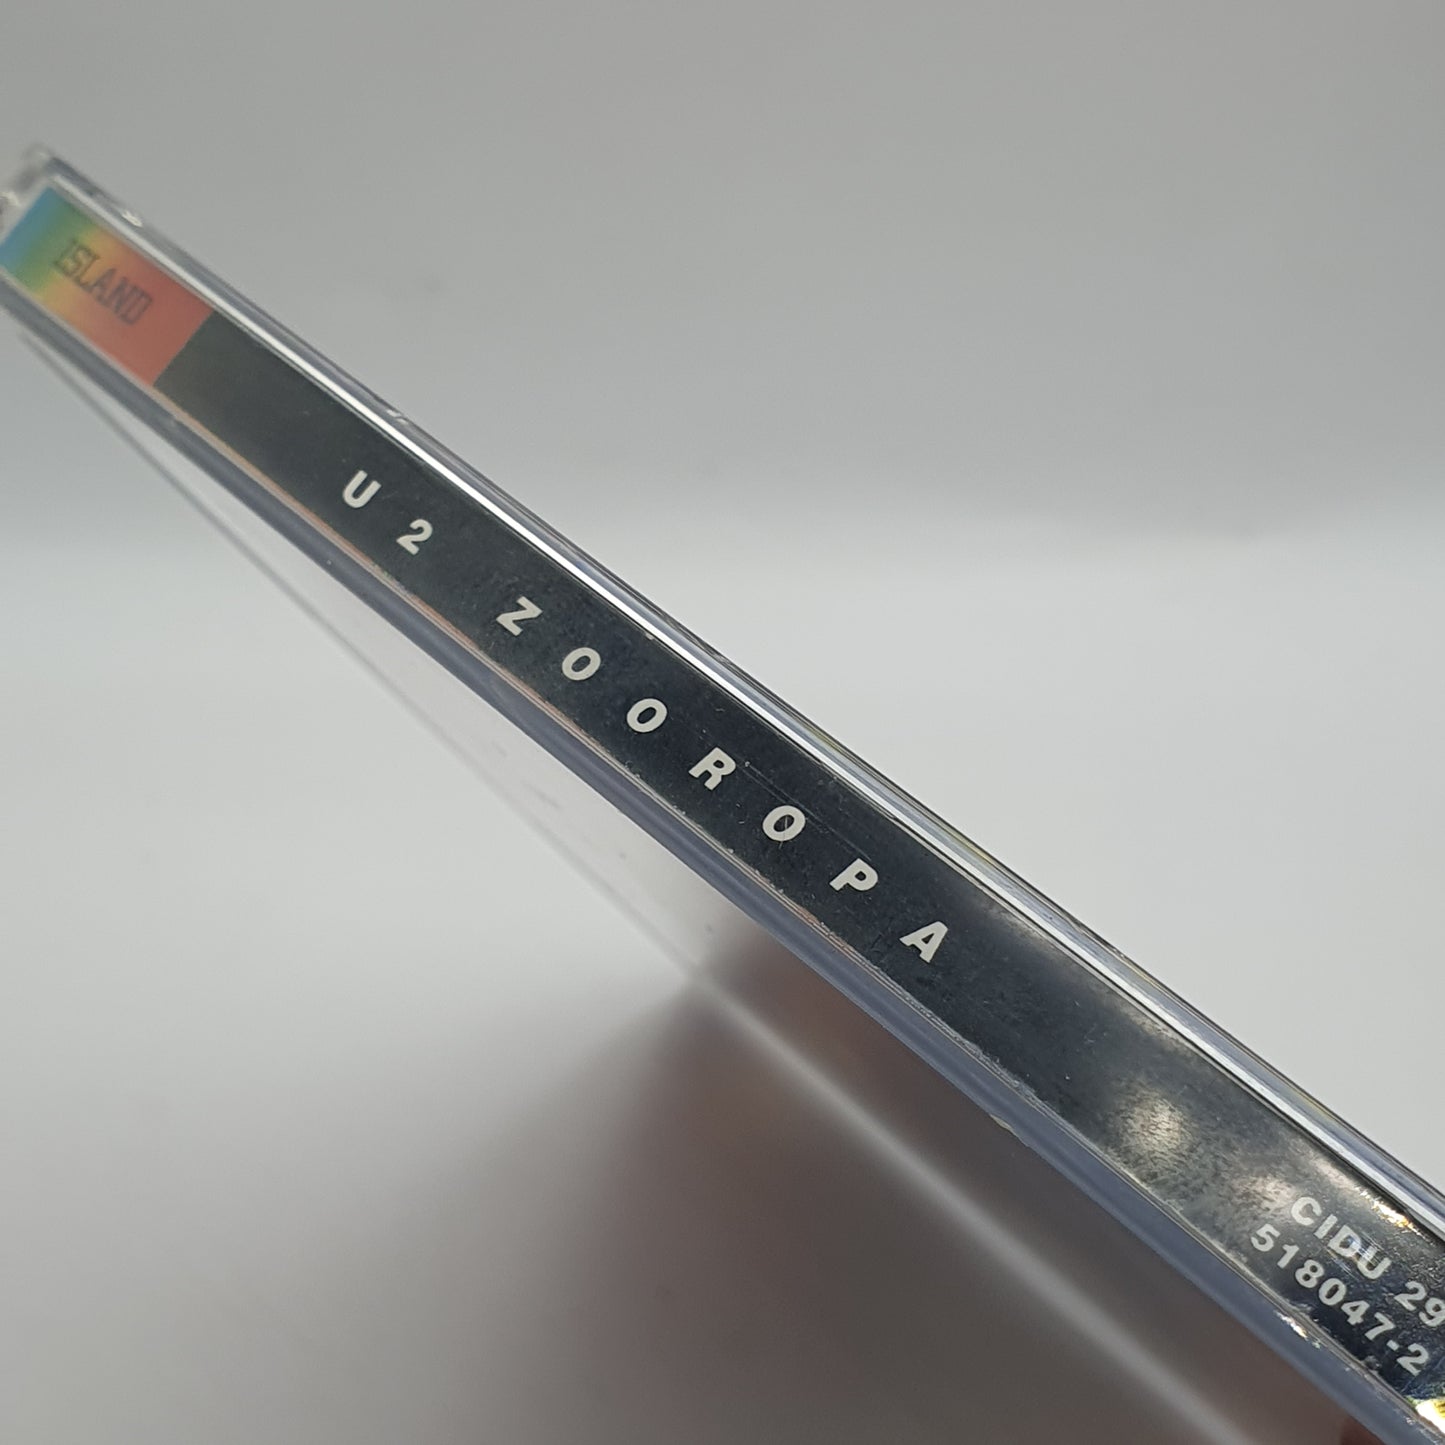 ISLAND
U2 ZOOROPA
CIDU 29
518047-2